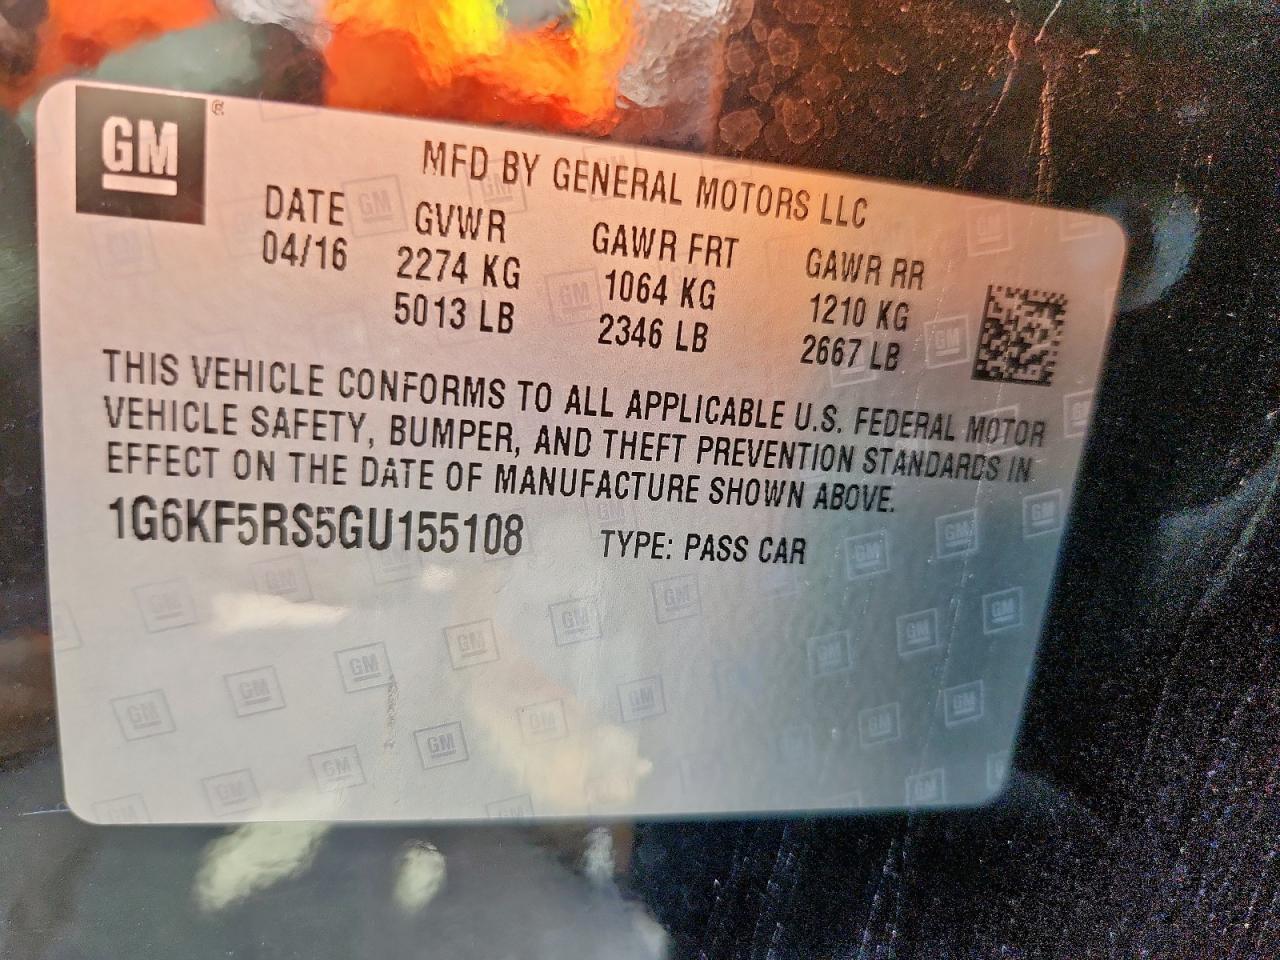 GM®
MFD BY GENERAL MOTORS LLC
DATE GVWR GAWR FRT GAWR RR
04/16 2274 KG 1064 KG 1210 KG
5013 LB 2346 LB 2667 LB
THIS VEHICLE CONFORMS TO ALL APPLICABLE U.S. FEDERAL MOTOR
VEHICLE SAFETY, BUMPER, AND THEFT PREVENTION STANDARDS IN
EFFECT ON THE DATE OF MANUFACTURE SHOWN ABOVE.
1G6KF5RS5GU155108 TYPE: PASS CAR